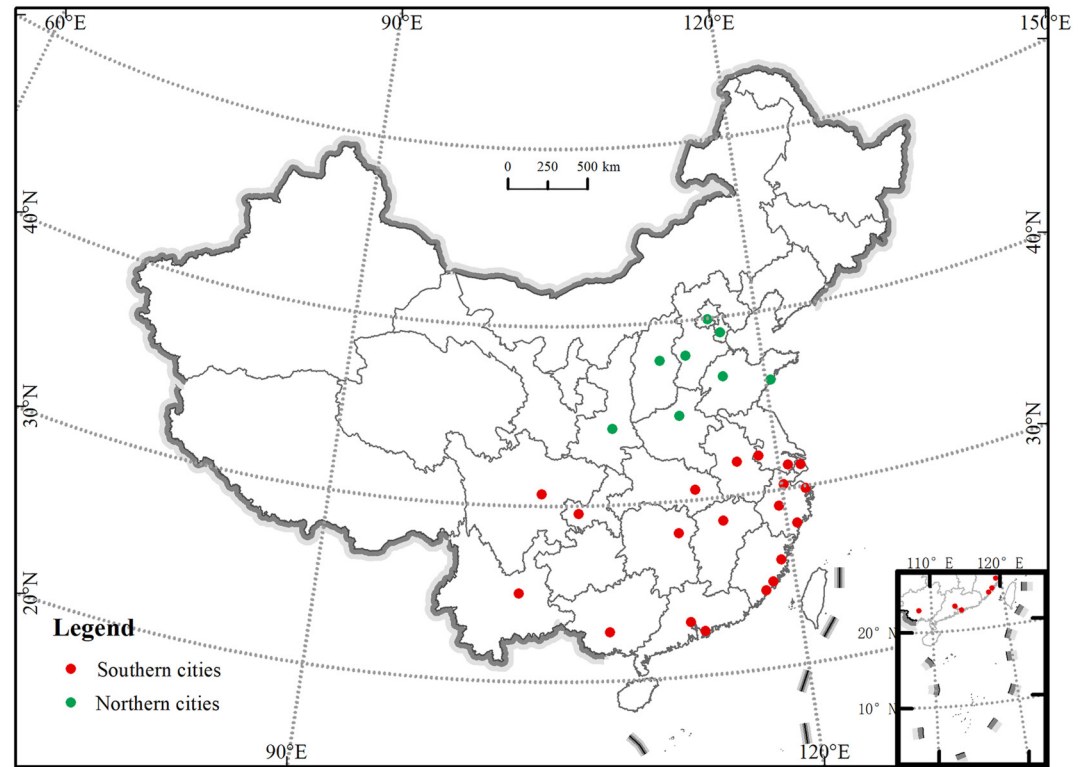 60°E
90°E
120°E
150°E
0 250 500 km
40°N
40°N
30°N
30°N
20°N
Legend
Southern cities
Northern cities
110° E
120° E
20° N
10° N
90°E
120°E